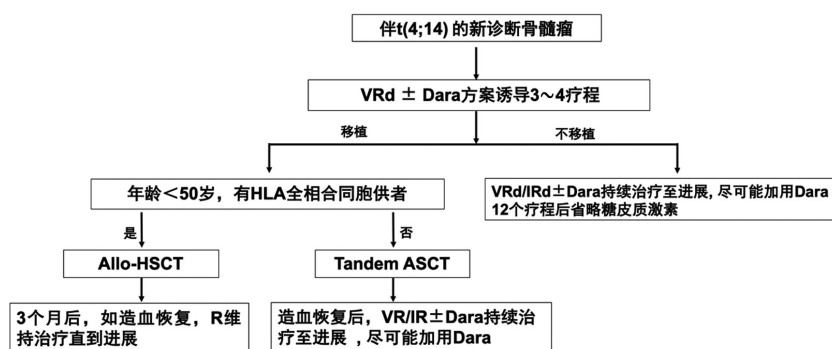 伴t(4;14) 的新诊断骨髓瘤
VRd ± Dara方案诱导3～4疗程
移植
不移植
年龄＜50岁，有HLA全相合同胞供者
VRd/IRd±Dara持续治疗至进展, 尽可能加用Dara
12个疗程后省略糖皮质激素
是
否
Allo-HSCT
Tandem ASCT
3个月后，如造血恢复，R维
持治疗直到进展
造血恢复后，VR/IR±Dara持续治
疗至进展 , 尽可能加用Dara